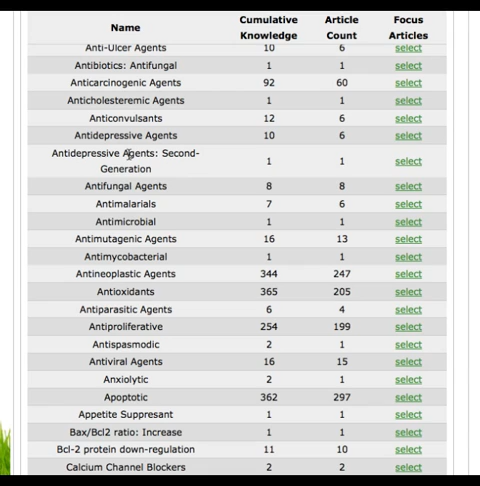 Name Cumulative Knowledge Article Count Focus Articles
Anti-Ulcer Agents 10 6 select
Antibiotics: Antifungal 1 1 select
Anticarcinogenic Agents 92 60 select
Anticholesteremic Agents 1 1 select
Anticonvulsants 12 6 select
Antidepressive Agents 10 6 select
Antidepressive Agents: Second-
Generation 1 1 select
Antifungal Agents 8 8 select
Antimalarials 7 6 select
Antimicrobial 1 1 select
Antimutagenic Agents 16 13 select
Antimycobacterial 1 1 select
Antineoplastic Agents 344 247 select
Antioxidants 365 205 select
Antiparasitic Agents 6 4 select
Antiproliferative 254 199 select
Antispasmodic 2 1 select
Antiviral Agents 16 15 select
Anxiolytic 2 1 select
Apoptotic 362 297 select
Appetite Suppresant 1 1 select
Bax/Bcl2 ratio: Increase 1 1 select
Bcl-2 protein down-regulation 11 10 select
Calcium Channel Blockers 2 2 select